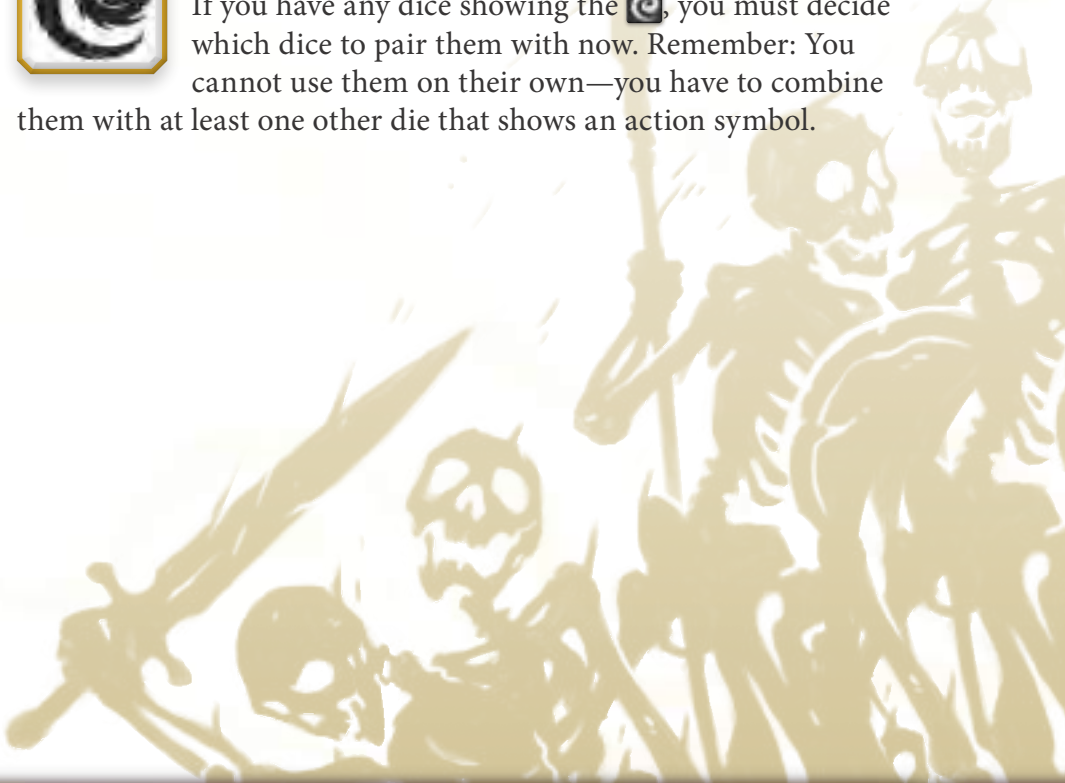 If you have any dice showing the , you must decide
which dice to pair them with now. Remember: You
cannot use them on their own—you have to combine
them with at least one other die that shows an action symbol.